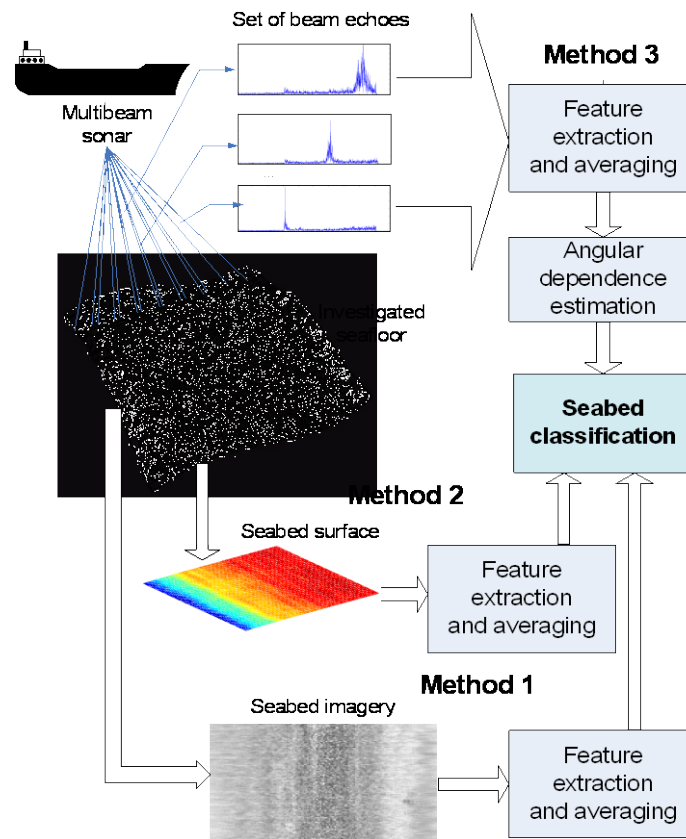 Set of beam echoes
Multibeam
sonar
...
Method 3
Feature
extraction
and averaging
Angular
dependence
estimation
Investigated
seafloor
Seabed
classification
Method 2
Seabed surface
Feature
extraction
and averaging
Method 1
Seabed imagery
Feature
extraction
and averaging